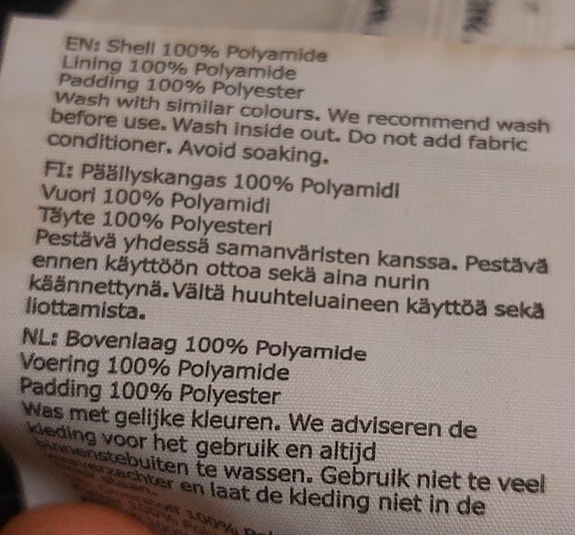 EN: Shell 100% Polyamide
Lining 100% Polyamide
Padding 100% Polyester
Wash with similar colours. We recommend wash
before use. Wash inside out. Do not add fabric
conditioner. Avoid soaking.
FI: Päällyskangas 100% Polyamidi
Vuori 100% Polyamidi
Täyte 100% Polyesteri
Pestävä yhdessä samanväristen kanssa. Pestävä
ennen käyttöön ottoa sekä aina nurin
käännettynä. Vältä huuhteluaineen käyttöä sekä
liottamista.
NL: Bovenlaag 100% Polyamide
Voering 100% Polyamide
Padding 100% Polyester
Was met gelijke kleuren. We adviseren de
kleding voor het gebruik en altijd
binnenstebuiten te wassen. Gebruik niet te veel
en laat de kleding niet in de
100%